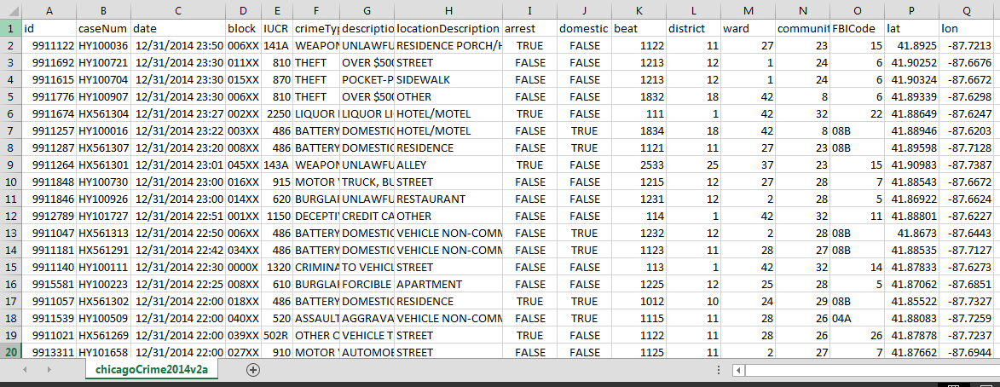 A B C D E F G H I J K L M N O P Q
1 id caseNum date block IUCR crimeTyp descriptio locationDescription arrest domestic beat district ward communit FBICode lat lon
2 9911122 HY100036 12/31/2014 23:50 006XX 141A WEAPON UNLAWFU RESIDENCE PORCH/H TRUE FALSE 1122 11 27 23 15 41.8925 -87.7213
3 9911692 HY100721 12/31/2014 23:30 011XX 810 THEFT OVER $500 STREET FALSE FALSE 1213 12 1 24 6 41.90252 -87.6676
4 9911615 HY100704 12/31/2014 23:30 015XX 870 THEFT POCKET-P SIDEWALK FALSE FALSE 1213 12 1 24 6 41.90324 -87.6672
5 9911776 HY100907 12/31/2014 23:30 006XX 810 THEFT OVER $500 OTHER FALSE FALSE 1832 18 42 8 6 41.89339 -87.6298
6 9911674 HX561304 12/31/2014 23:27 002XX 2250 LIQUOR L LIQUOR LI HOTEL/MOTEL TRUE FALSE 111 1 42 32 22 41.88649 -87.6247
7 9911257 HY100016 12/31/2014 23:22 003XX 486 BATTERY DOMESTIC HOTEL/MOTEL FALSE TRUE 1834 18 42 8 08B 41.88946 -87.6203
8 9911287 HX561307 12/31/2014 23:20 008XX 486 BATTERY DOMESTIC RESIDENCE FALSE TRUE 1121 11 27 23 08B 41.89598 -87.7128
9 9911264 HX561301 12/31/2014 23:01 045XX 143A WEAPON UNLAWFU ALLEY TRUE FALSE 2533 25 37 23 15 41.90983 -87.7387
10 9911848 HY100730 12/31/2014 23:00 016XX 915 MOTOR V TRUCK, BU STREET FALSE FALSE 1215 12 27 28 7 41.88543 -87.6672
11 9911846 HY100926 12/31/2014 23:00 014XX 620 BURGLAR UNLAWFU RESTAURANT FALSE FALSE 1231 12 2 28 5 41.86922 -87.6624
12 9912789 HY101727 12/31/2014 22:51 001XX 1150 DECEPTI CREDIT CA OTHER FALSE FALSE 114 1 42 32 11 41.88801 -87.6227
13 9911047 HX561313 12/31/2014 22:50 006XX 486 BATTERY DOMESTIC VEHICLE NON-COMM FALSE TRUE 1232 12 2 28 08B 41.8673 -87.6443
14 9911181 HX561291 12/31/2014 22:42 034XX 486 BATTERY DOMESTIC VEHICLE NON-COMM FALSE TRUE 1123 11 28 27 08B 41.88535 -87.7127
15 9911140 HY100111 12/31/2014 22:30 0000X 1320 CRIMINA TO VEHICL STREET FALSE FALSE 113 1 42 32 14 41.87833 -87.6273
16 9915581 HY100223 12/31/2014 22:25 008XX 610 BURGLAR FORCIBLE APARTMENT FALSE FALSE 1225 12 25 28 5 41.87062 -87.6851
17 9911057 HX561302 12/31/2014 22:00 018XX 486 BATTERY DOMESTIC RESIDENCE TRUE TRUE 1012 10 24 29 08B 41.85522 -87.7327
18 9911539 HY100509 12/31/2014 22:00 040XX 520 ASSAULT AGGRAVA VEHICLE NON-COMM FALSE TRUE 1115 11 28 26 04A 41.88083 -87.7259
19 9911021 HX561269 12/31/2014 22:00 039XX 502R OTHER O VEHICLE T STREET TRUE FALSE 1122 11 28 26 26 41.87878 -87.7237
20 9913311 HY101658 12/31/2014 22:00 027XX 910 MOTOR V AUTOMOB STREET FALSE FALSE 1125 11 2 27 7 41.87662 -87.6944
chicagoCrime2014v2a